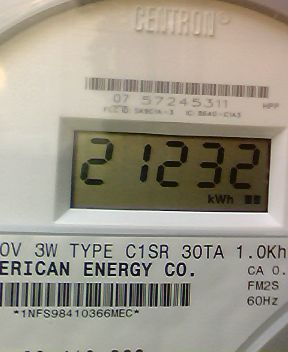 CENTRON®
07 57245311 HPP
21232
kWh
0V 3W TYPE C1SR 30TA 1.0Kh
ERICAN ENERGY CO. CA 0.
FM2S
60Hz
*1NFS98410366MEC*